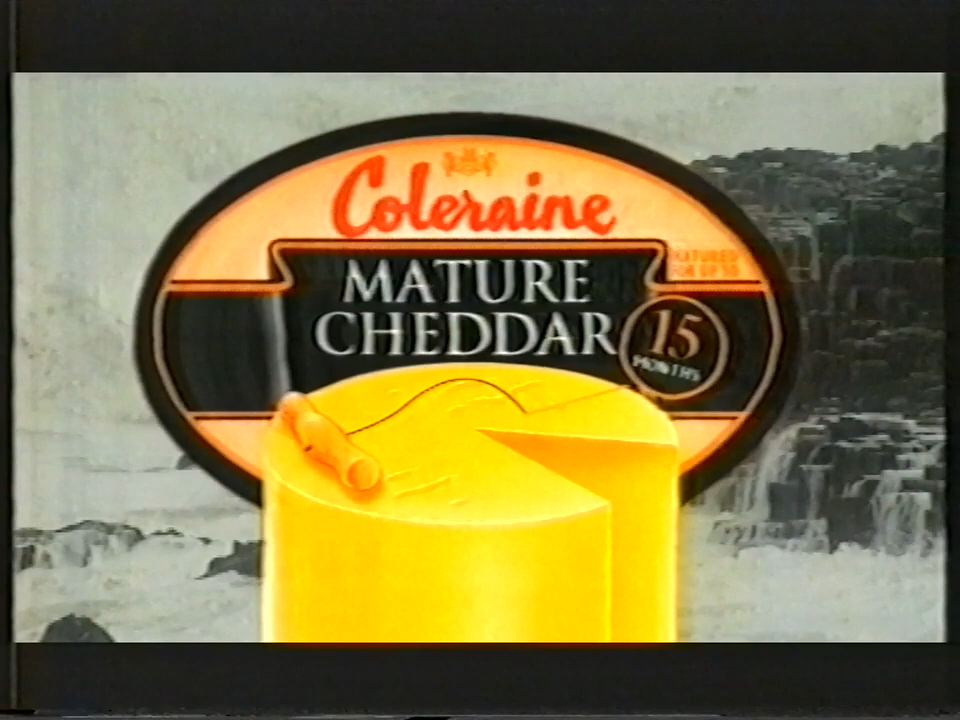 Coleraine
MATURE
CHEDDAR
MATURED
FOR UP TO
15
MONTHS